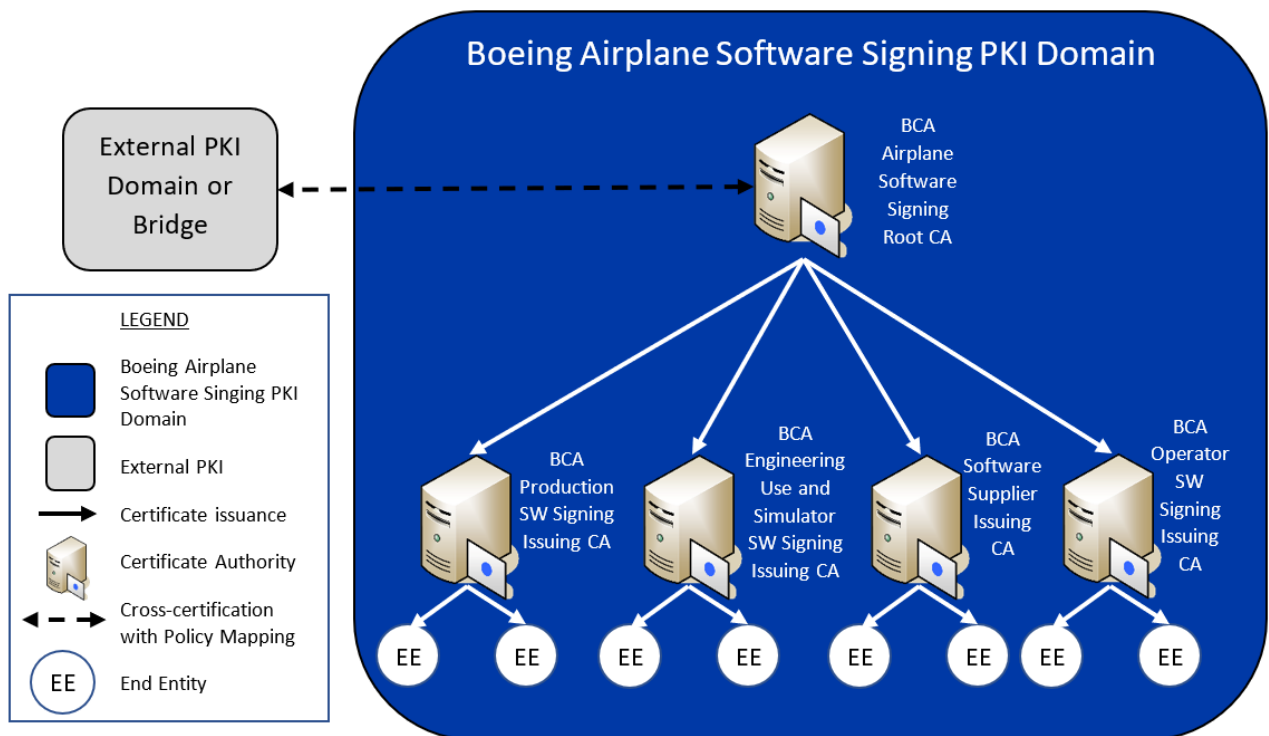 Boeing Airplane Software Signing PKI Domain
External PKI
Domain or
Bridge
BCA
Airplane
Software
Signing
Root CA
LEGEND
Boeing Airplane
Software Singing PKI
Domain
External PKI
Certificate issuance
Certificate Authority
Cross-certification
with Policy Mapping
EE
End Entity
BCA
Production
SW Signing
Issuing CA
BCA
Engineering
Use and
Simulator
SW Signing
Issuing CA
BCA
Software
Supplier
Issuing
CA
BCA
Operator
SW
Signing
Issuing
CA
EE
EE
EE
EE
EE
EE
EE
EE